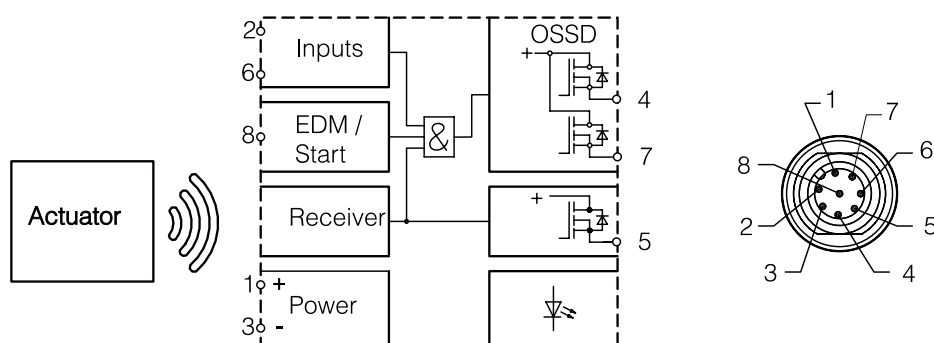 Actuator
2
6
Inputs
8
EDM /
Start
Receiver
1 +
3 -
Power
&
OSSD
+
4
7
+
5
1
7
8
6
2
5
3
4